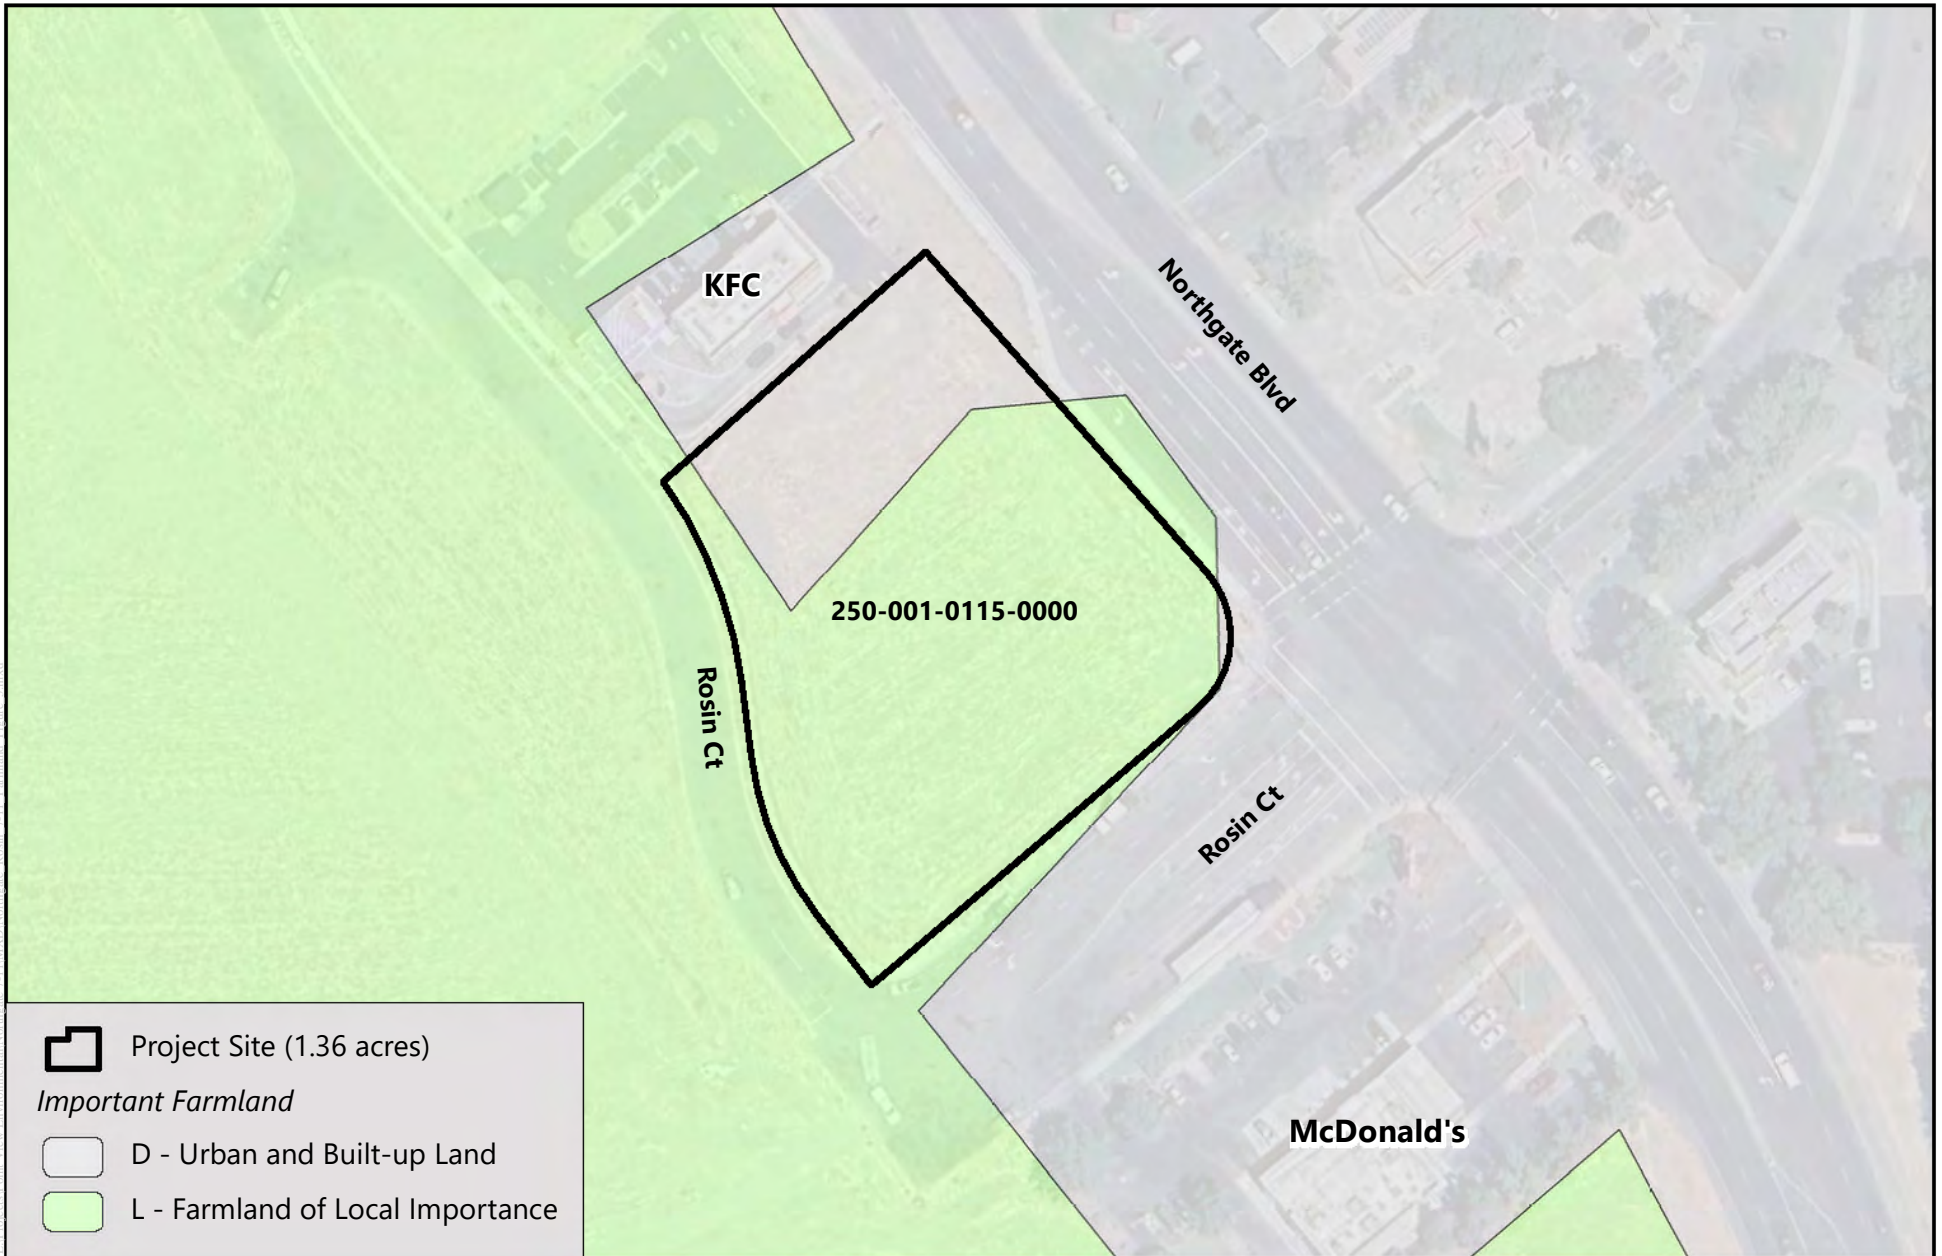 KFC
Northgate Blvd
250-001-0115-0000
Rosin Ct
Rosin Ct
McDonald's
Project Site (1.36 acres)
Important Farmland
D - Urban and Built-up Land
L - Farmland of Local Importance